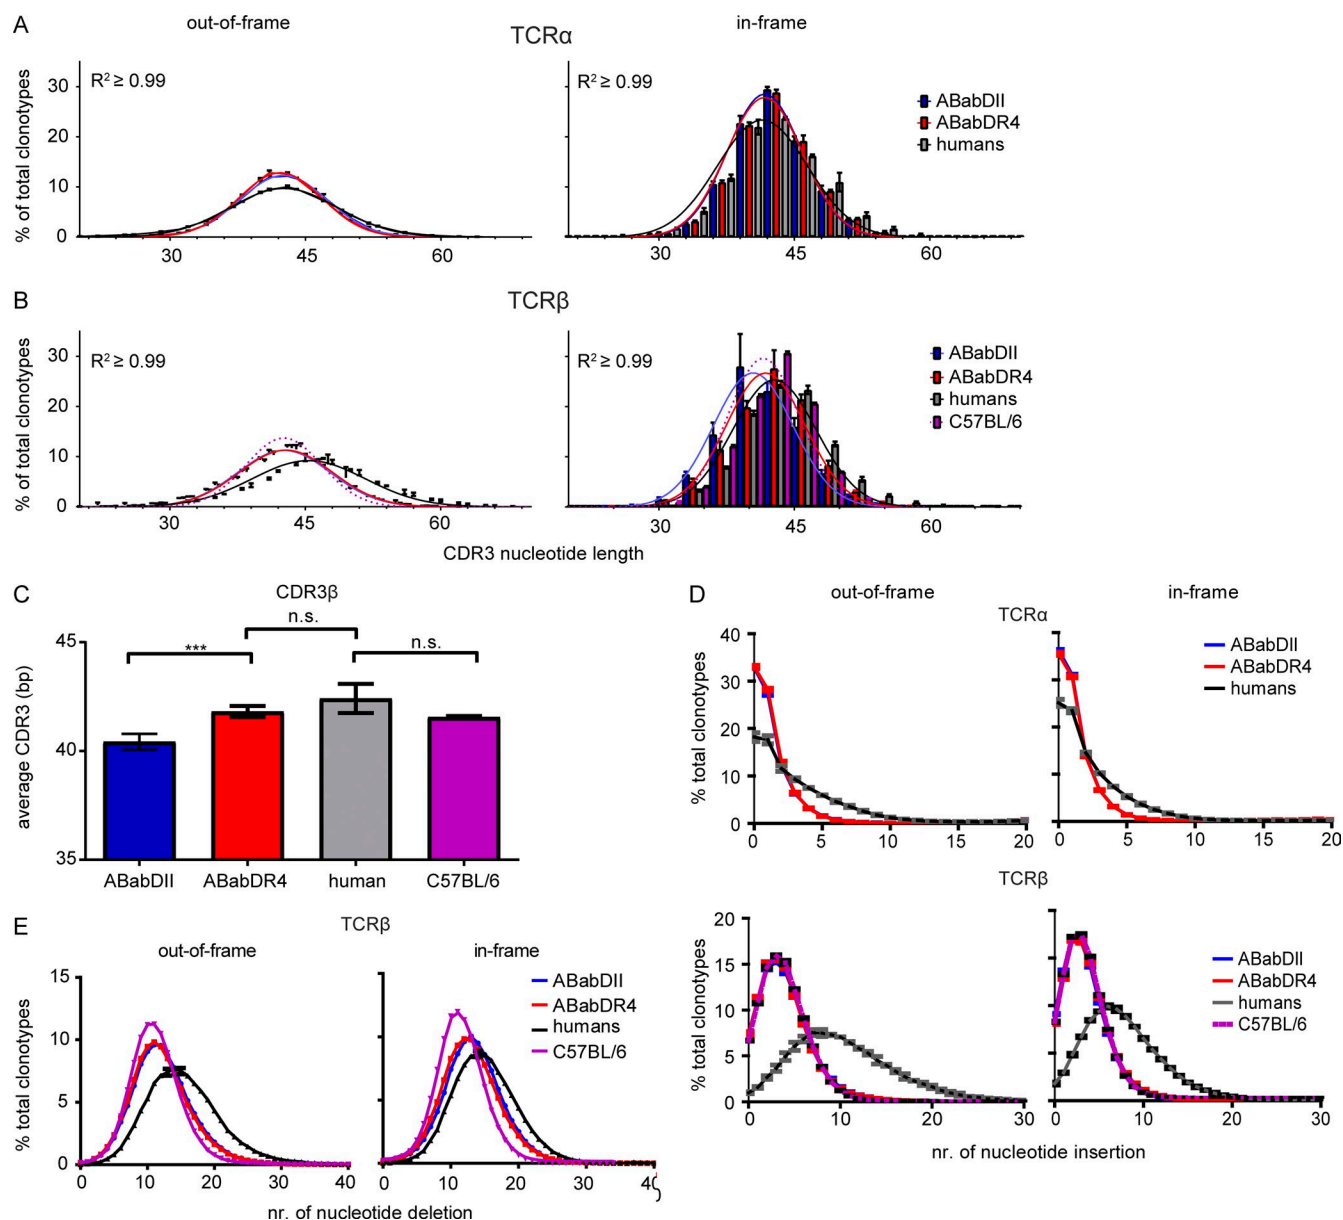 A
out-of-frame
TCRα
in-frame
R² ≥ 0.99
R² ≥ 0.99
% of total clonotypes
30
20
10
0
30
45
60
30
45
60
ABabDII
ABabDR4
humans
B
TCRβ
R² ≥ 0.99
R² ≥ 0.99
% of total clonotypes
30
20
10
0
30
45
60
30
45
60
ABabDII
ABabDR4
humans
C57BL/6
CDR3 nucleotide length
C
CDR3β
n.s.
***
n.s.
average CDR3 (bp)
45
40
35
ABabDII
ABabDR4
human
C57BL/6
D
out-of-frame
in-frame
TCRα
% total clonotypes
40
30
20
10
0
0
5
10
15
20
0
5
10
15
20
ABabDII
ABabDR4
humans
TCRβ
% total clonotypes
20
15
10
5
0
0
10
20
30
0
10
20
30
ABabDII
ABabDR4
humans
C57BL/6
nr. of nucleotide insertion
E
TCRβ
out-of-frame
in-frame
% total clonotypes
15
10
5
0
0
10
20
30
40
0
10
20
30
40
ABabDII
ABabDR4
humans
C57BL/6
nr. of nucleotide deletion